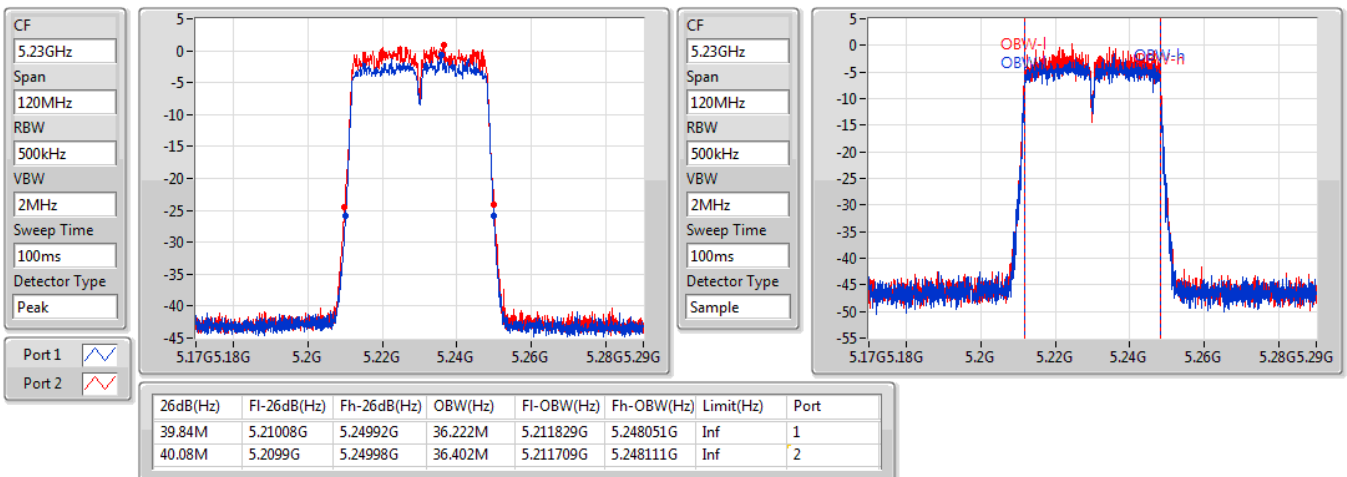 CF
5.23GHz
Span
120MHz
RBW
500kHz
VBW
2MHz
Sweep Time
100ms
Detector Type
Peak
5
0
-5
-10
-15
-20
-25
-30
-35
-40
-45
5.17G 5.18G 5.2G 5.22G 5.24G 5.26G 5.28G 5.29G
CF
5.23GHz
Span
120MHz
RBW
500kHz
VBW
2MHz
Sweep Time
100ms
Detector Type
Sample
5
0
-5
-10
-15
-20
-25
-30
-35
-40
-45
-50
-55
OBW-l
OBW-h
5.17G 5.18G 5.2G 5.22G 5.24G 5.26G 5.28G 5.29G
Port 1
Port 2
26dB(Hz) Fl-26dB(Hz) Fh-26dB(Hz) OBW(Hz) Fl-OBW(Hz) Fh-OBW(Hz) Limit(Hz) Port
39.84M 5.21008G 5.24992G 36.222M 5.211829G 5.248051G Inf 1
40.08M 5.2099G 5.24998G 36.402M 5.211709G 5.248111G Inf 2